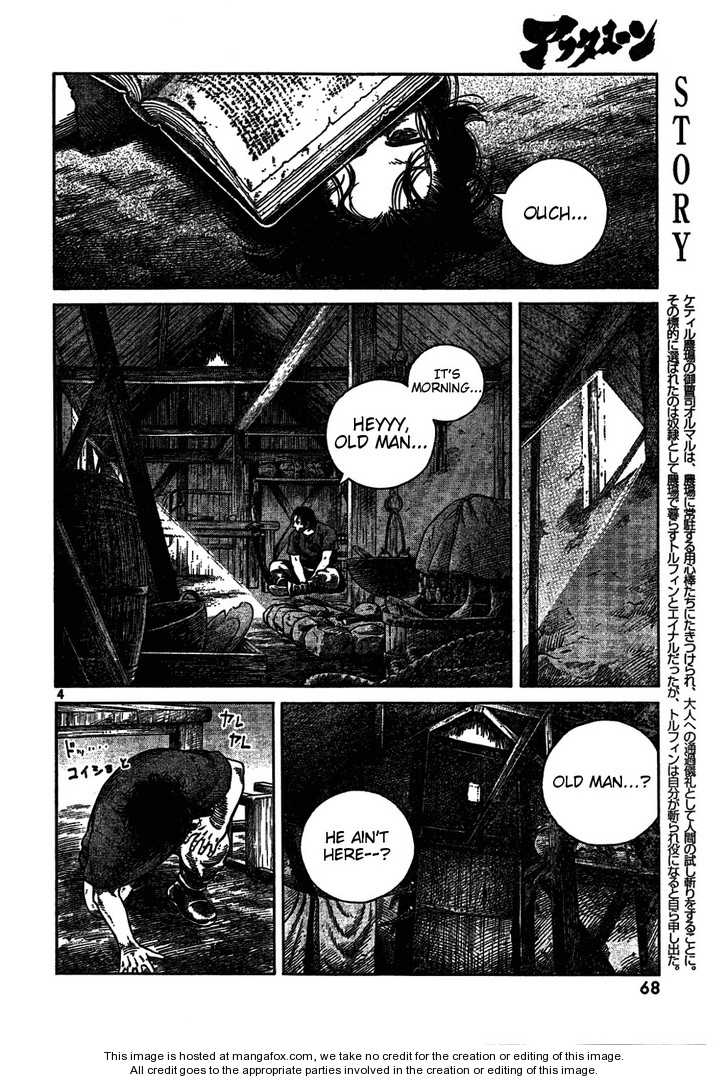 アフタヌーン
STORY
ケティル農場の御曹司オルマルは、農場に常駐する用心棒たちにたきつけられ、大人への通過儀礼として人間の試し斬りをすることに。
その標的に選ばれたのは奴隷として農場で暮らすトルフィンとエイナルだったが、トルフィンは自分が斬られ役になると自ら申し出た。
OUCH...
IT'S
MORNING...
HEYYY,
OLD MAN...
4
ドッ……
コイショと
カレ
カレ
OLD MAN...?
HE AIN'T
HERE--?
68
This image is hosted at mangafox.com, we take no credit for the creation or editing of this image.
All credit goes to the appropriate parties involved in the creation or editing of this image.